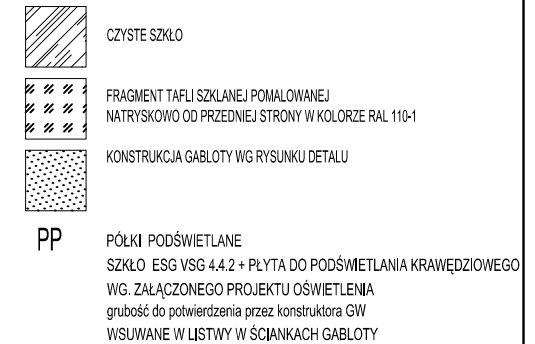 CZYSTE SZKŁO
FRAGMENT TAFLI SZKLANEJ POMALOWANEJ
NATRYSKOWO OD PRZEDNIEJ STRONY W KOLORZE RAL 110-1
KONSTRUKCJA GABLOTY WG RYSUNKU DETALU
PP
PÓŁKI PODŚWIETLANE
SZKŁO ESG VSG 4.4.2 + PŁYTA DO PODŚWIETLANIA KRAWĘDZIOWEGO
WG. ZAŁĄCZONEGO PROJEKTU OŚWIETLENIA
grubość do potwierdzenia przez konstruktora GW
WSUWANE W LISTWY W ŚCIANKACH GABLOTY